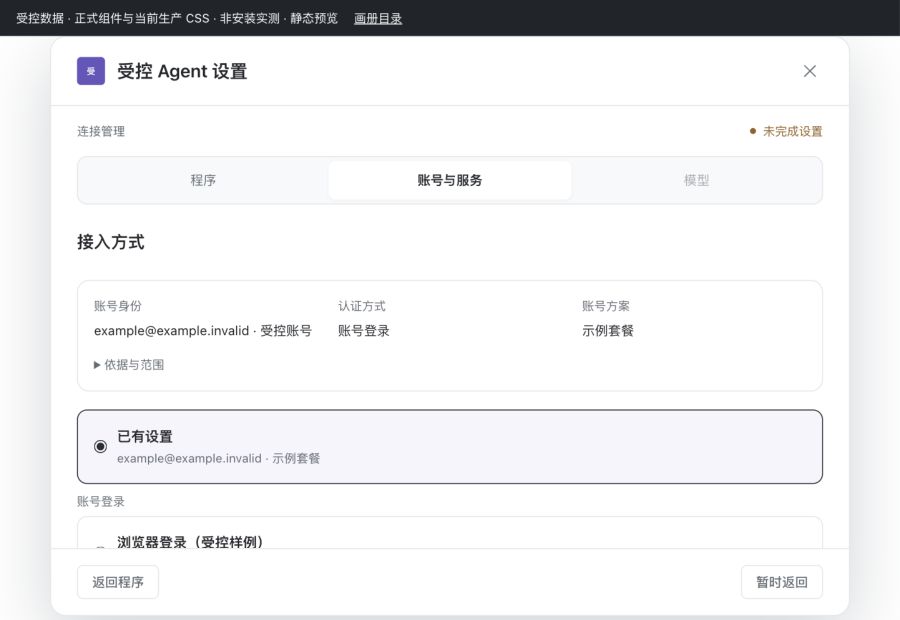 受控数据 · 正式组件与当前生产 CSS · 非安装实测 · 静态预览 画册目录
受 受控 Agent 设置
连接管理 未完成设置
程序 账号与服务 模型
接入方式
账号身份 认证方式 账号方案
example@example.invalid · 受控账号 账号登录 示例套餐
依据与范围
已有设置
example@example.invalid · 示例套餐
账号登录
浏览器登录（受控样例）
返回程序 暂时返回